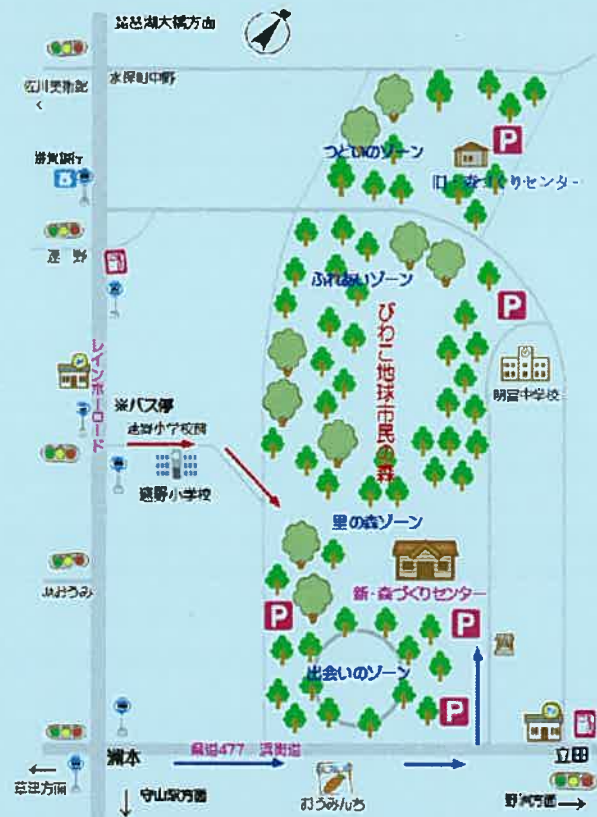 琵琶湖大橋方面
佐川美術館
水保町中野
滋賀銀行
つどいのゾーン
P
旧・森づくりセンター
速野
ふれあいゾーン
P
びわこ地球市民の森
レインボーロード
明富中学校
※バス停
速野小学校前
速野小学校
里の森ゾーン
新・森づくりセンター
JAおうみ
P
P
出会いのゾーン
P
洲本
県道477 浜街道
立田
草津方面
守山駅方面
おうみんち
野洲方面